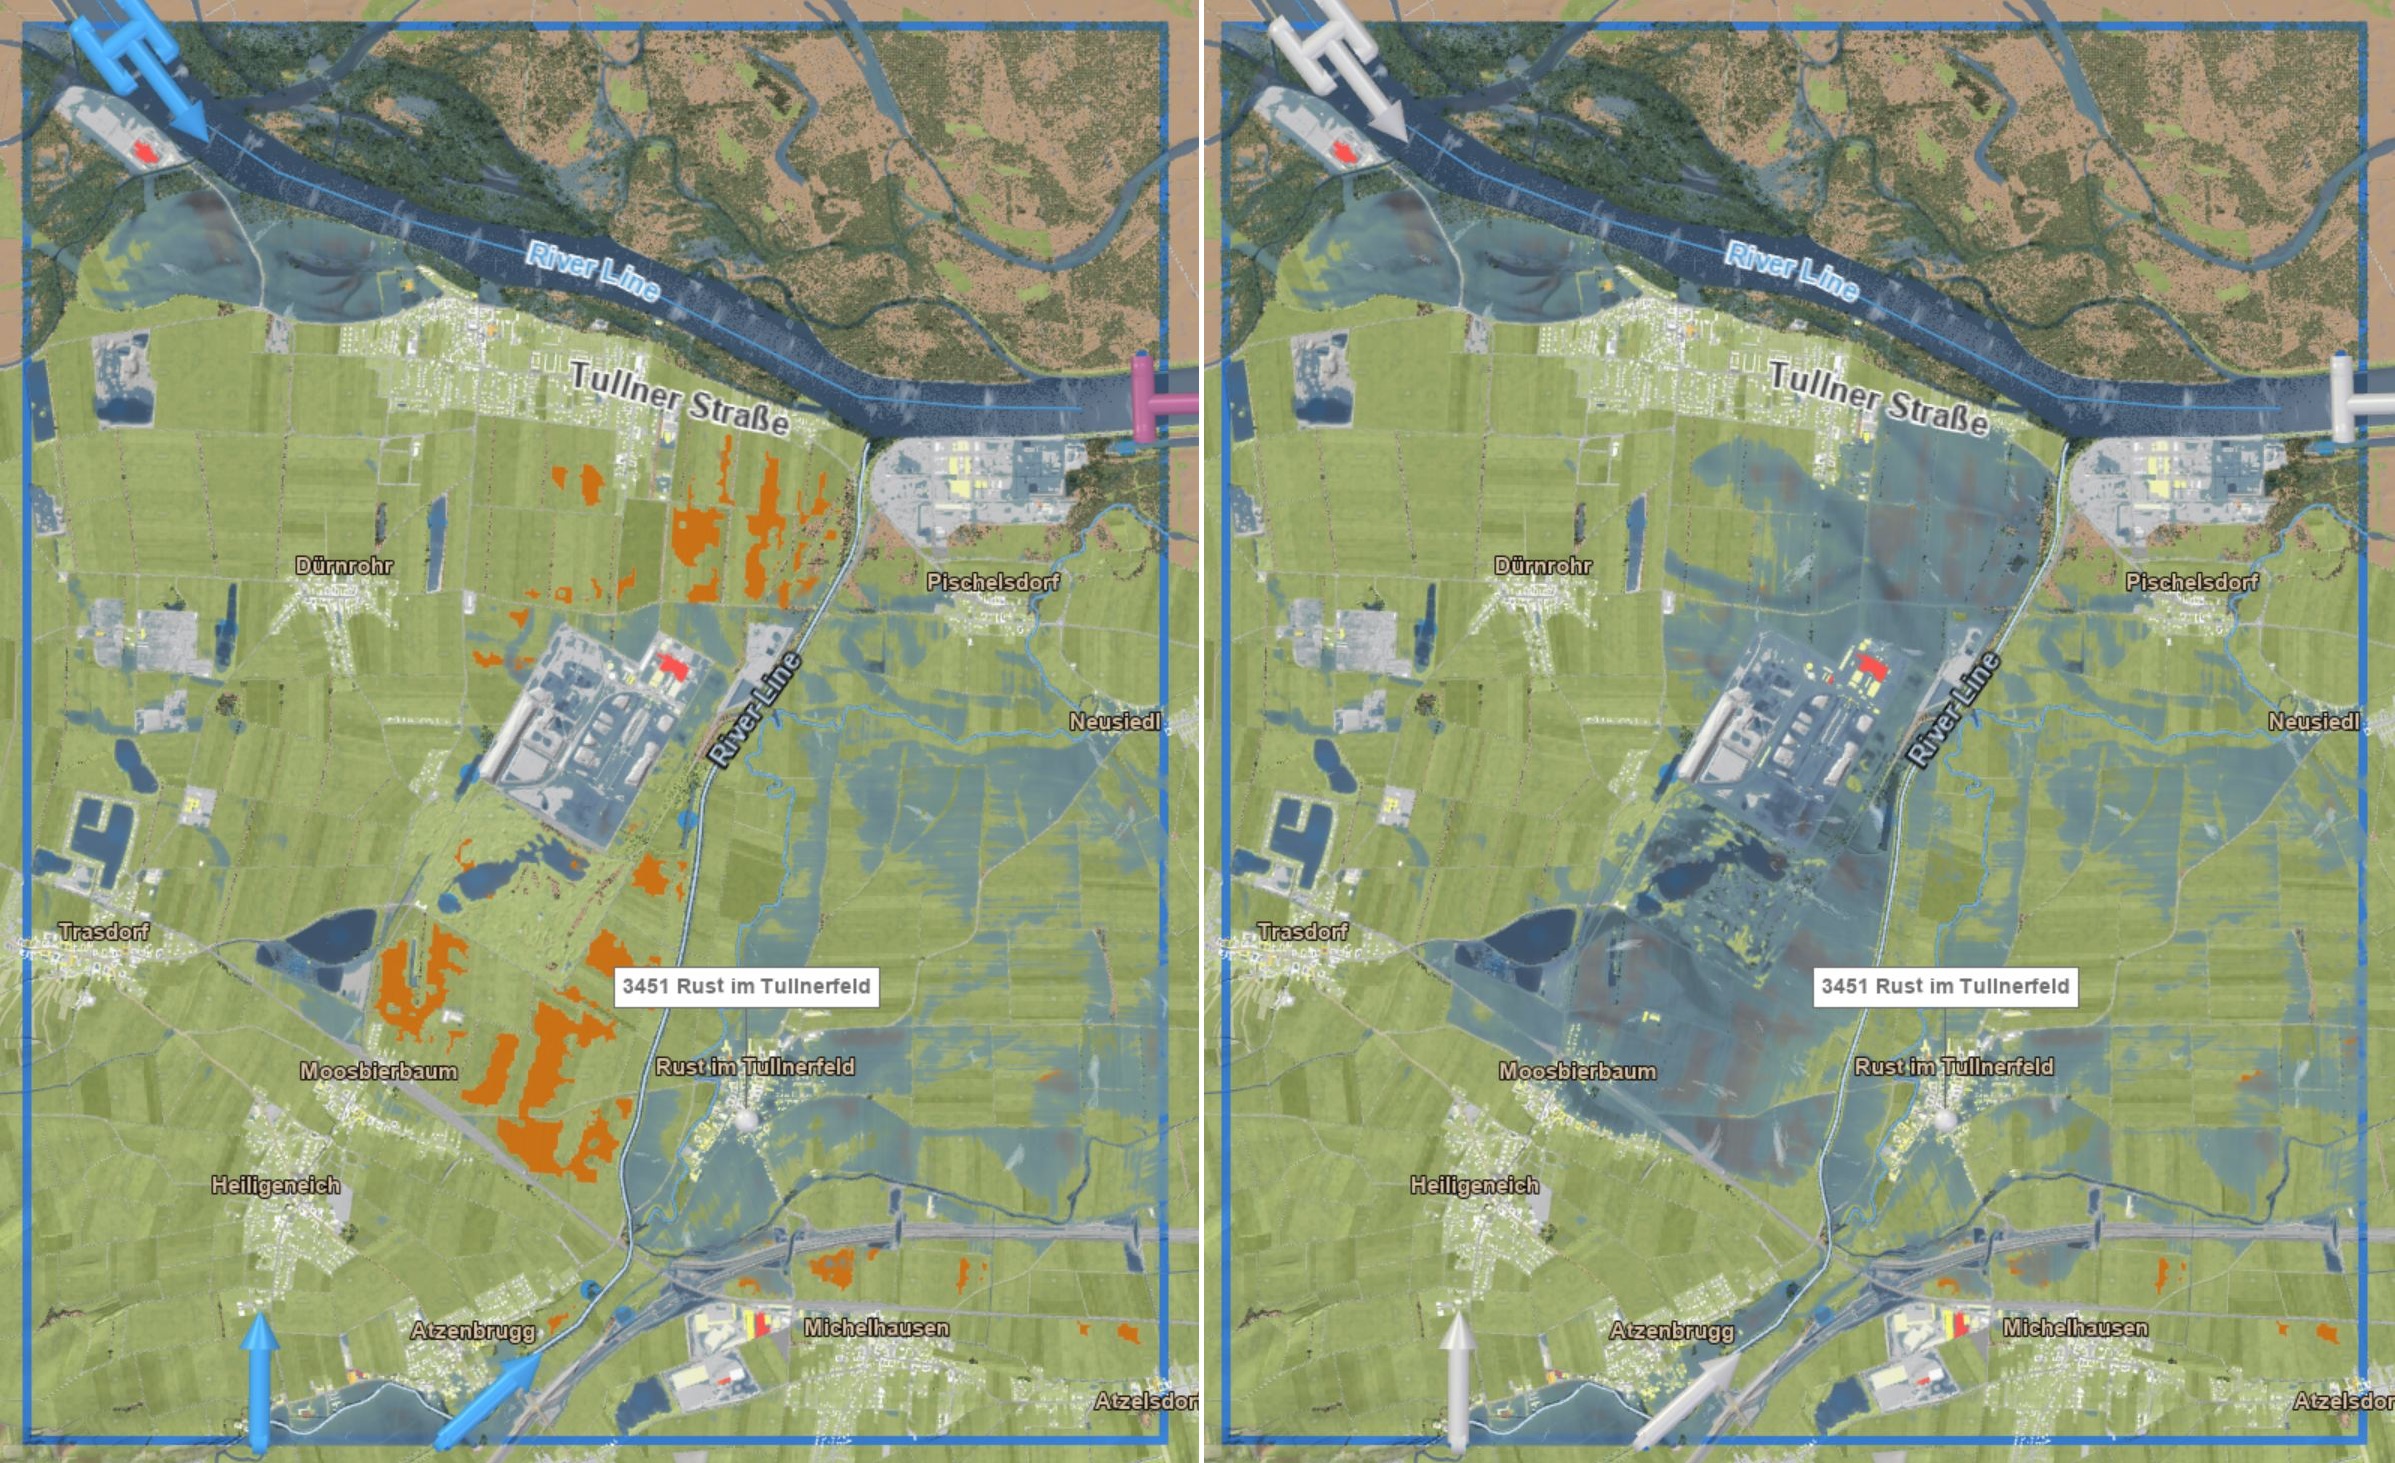 River Line
Tullner Straße
Dürnrohr
Pischelsdorf
River Line
Neusiedl
Trasdorf
3451 Rust im Tullnerfeld
Moosbierbaum
Rust im Tullnerfeld
Heiligeneich
Atzenbrugg
Michelhausen
Atzelsdor
River Line
Tullner Straße
Dürnrohr
Pischelsdorf
River Line
Neusiedl
Trasdorf
3451 Rust im Tullnerfeld
Moosbierbaum
Rust im Tullnerfeld
Heiligeneich
Atzenbrugg
Michelhausen
Atzelsdor